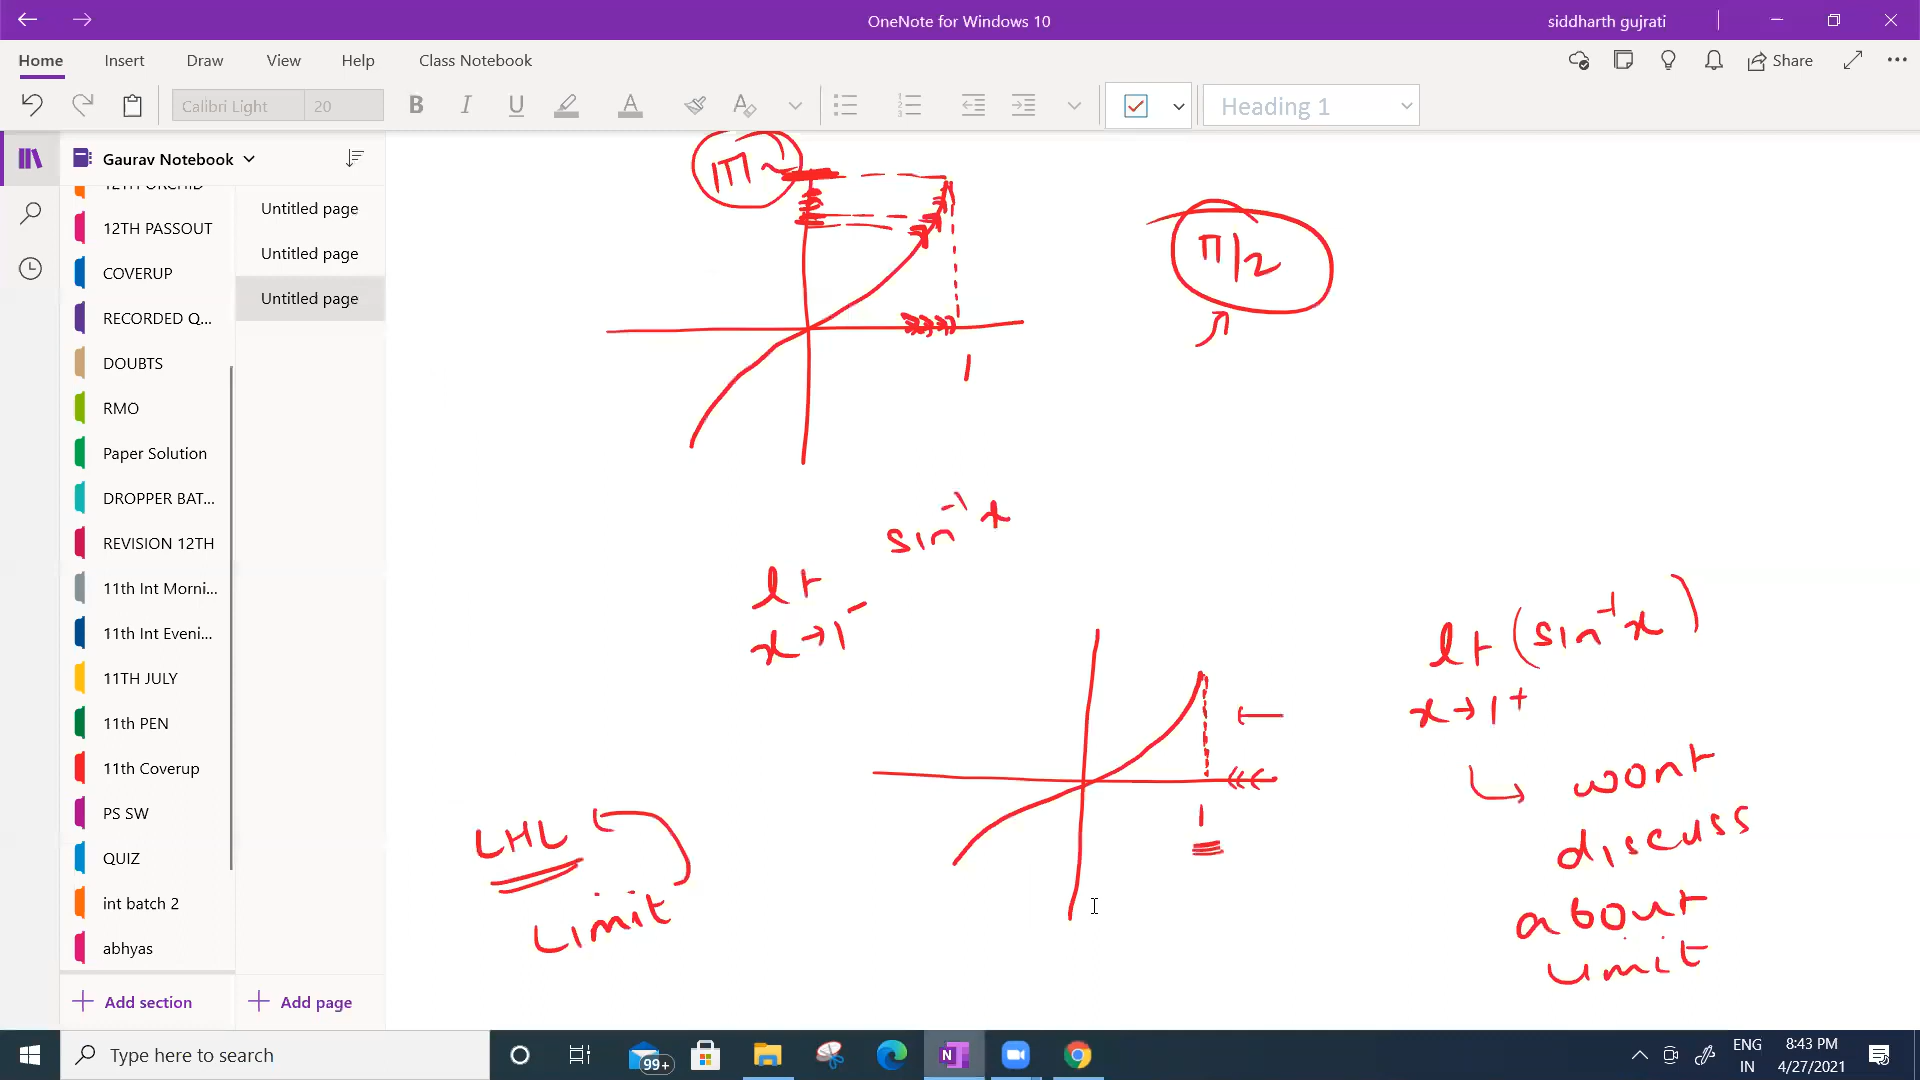 OneNote for Windows 10
siddharth gujrati
Home Insert Draw View Help Class Notebook
Share
Calibri Light 20
B I U A
Heading 1
Gaurav Notebook
12TH ORCHID
12TH PASSOUT
COVERUP
RECORDED Q...
DOUBTS
RMO
Paper Solution
DROPPER BAT...
REVISION 12TH
11th Int Morni...
11th Int Eveni...
11TH JULY
11th PEN
11th Coverup
PS SW
QUIZ
int batch 2
abhyas
Add section
Untitled page
Untitled page
Untitled page
Add page
π/2
1
sin⁻¹ x
lt
x→1⁻
1
LHL
Limit
lt (sin⁻¹x)
x→1⁺
wont
discuss
about
limit
Type here to search
99+
N
ENG
IN
8:43 PM
4/27/2021